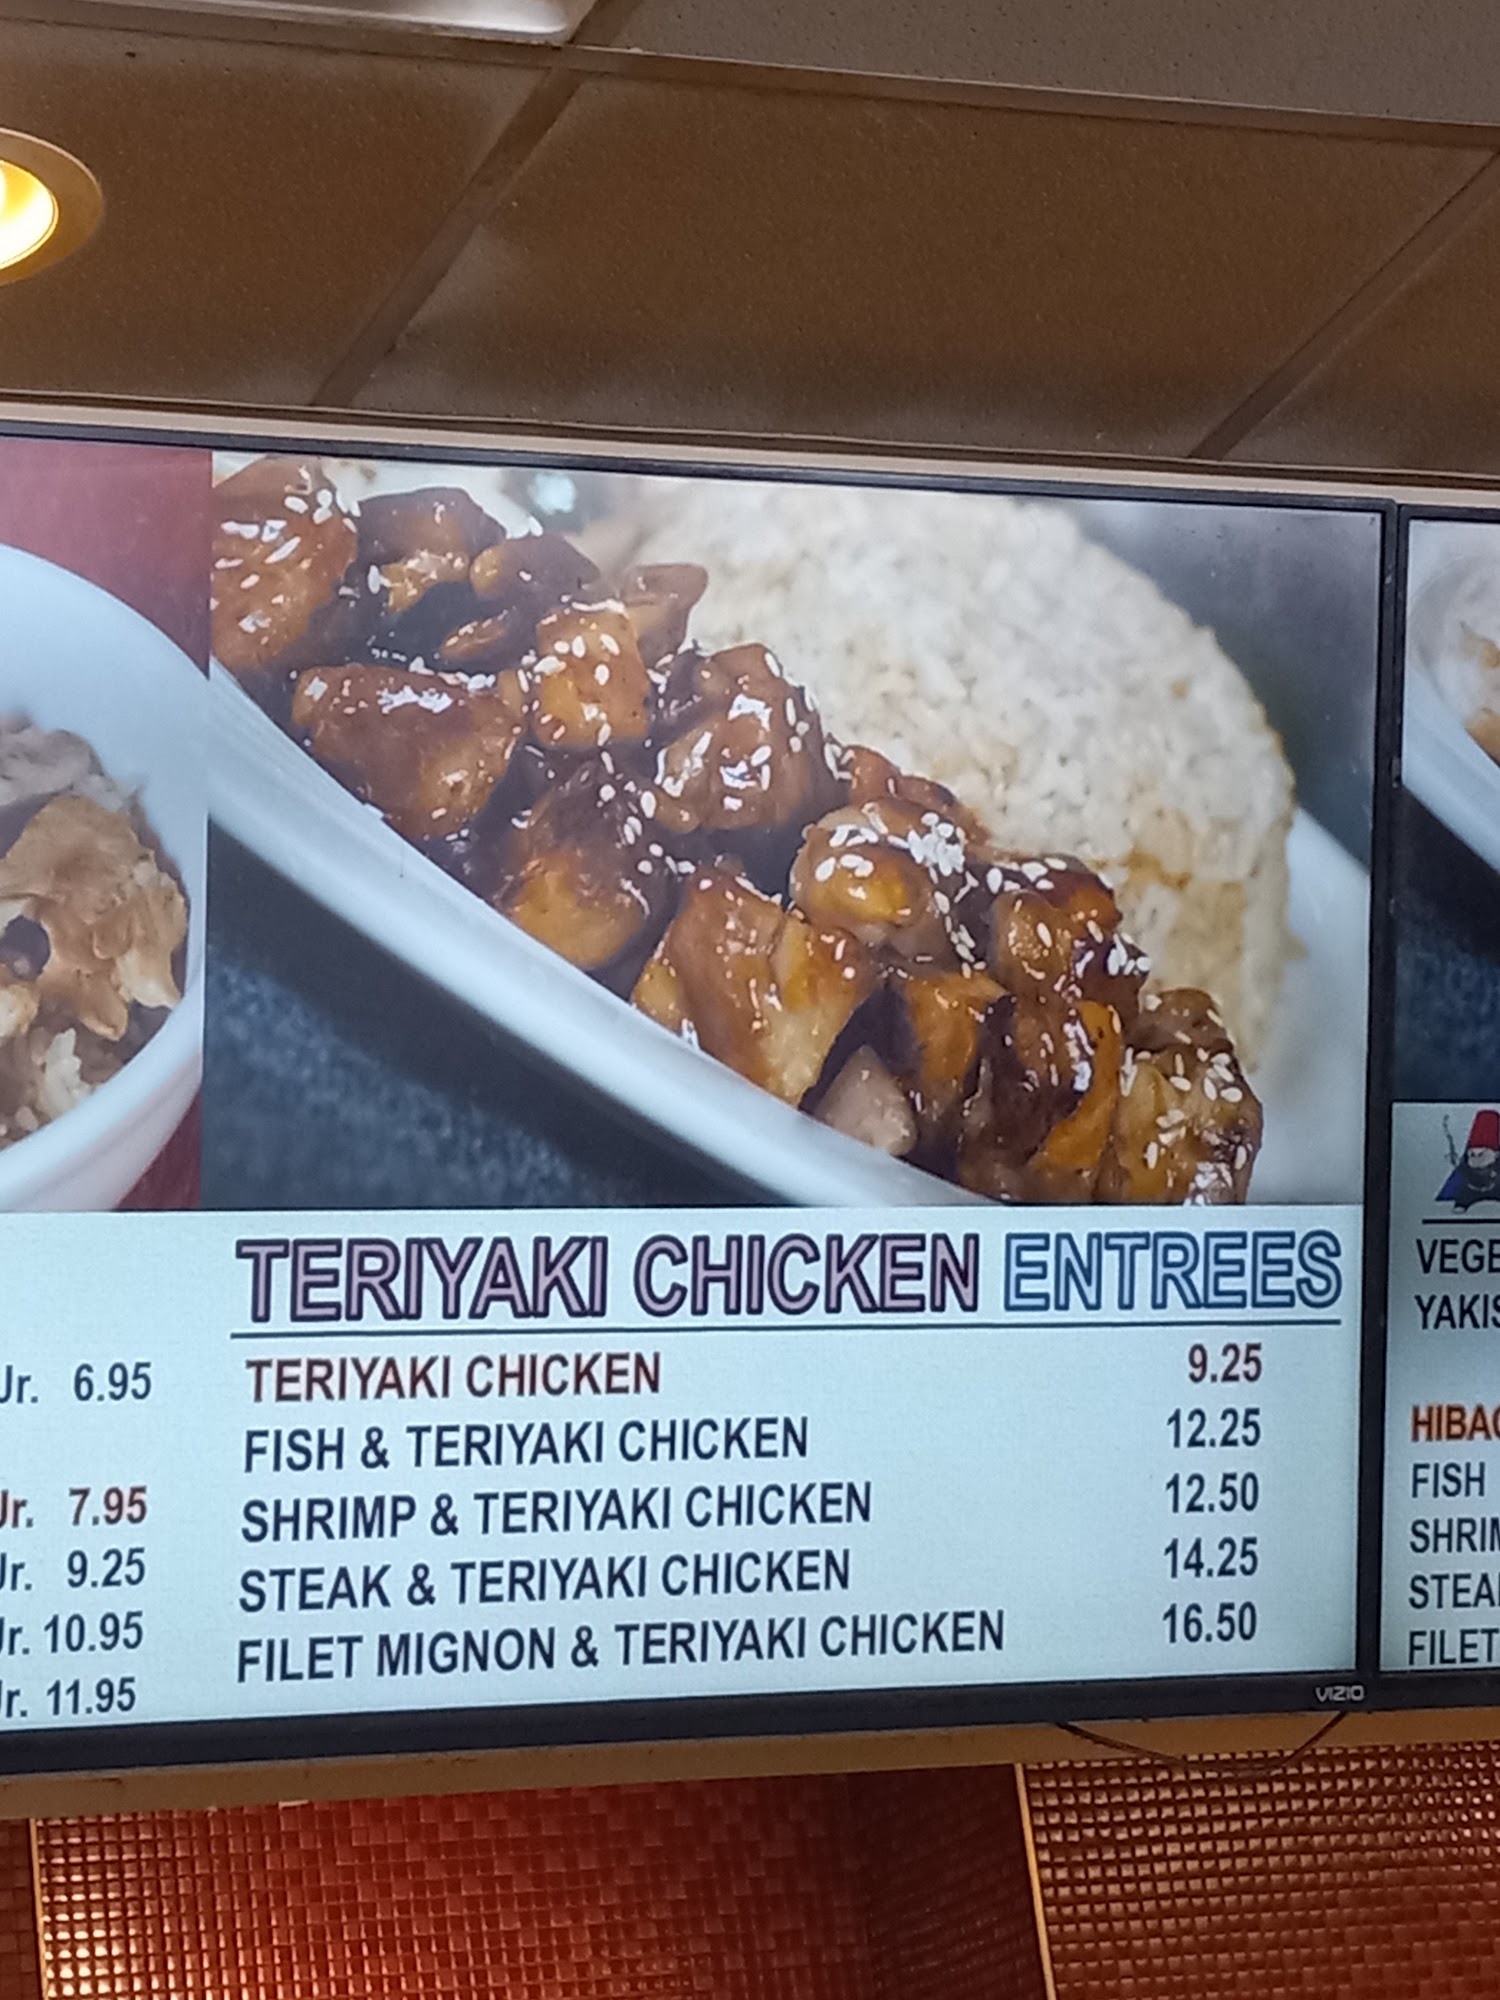 TERIYAKI CHICKEN ENTREES
TERIYAKI CHICKEN 9.25
FISH & TERIYAKI CHICKEN 12.25
SHRIMP & TERIYAKI CHICKEN 12.50
STEAK & TERIYAKI CHICKEN 14.25
FILET MIGNON & TERIYAKI CHICKEN 16.50
Jr. 6.95
Jr. 7.95
Jr. 9.25
Jr. 10.95
Jr. 11.95
FISH
FILET
VIZIO